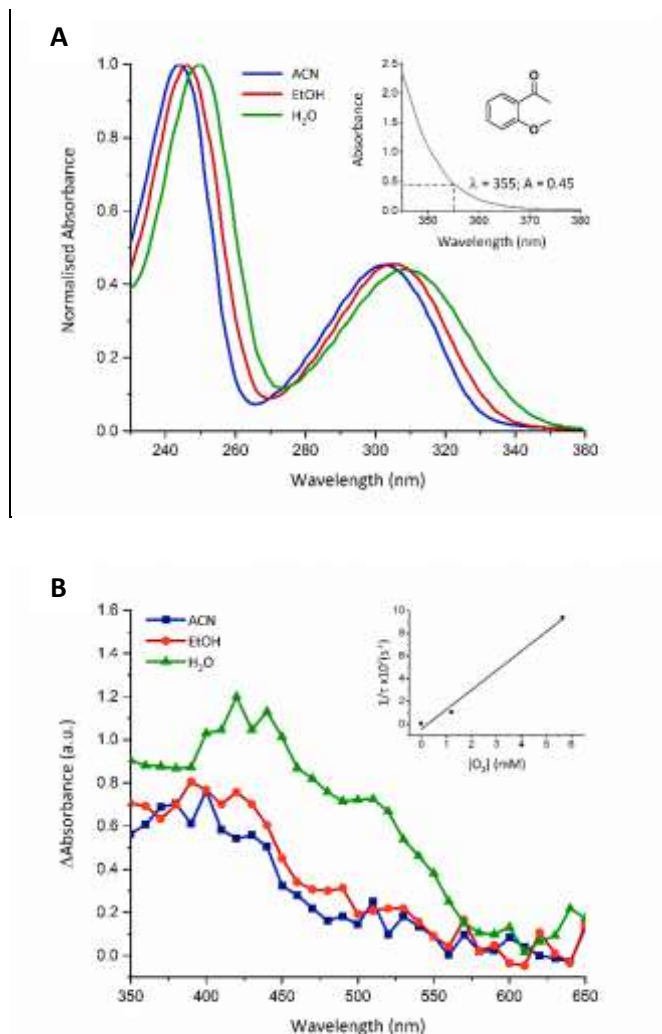 A
ACN
EtOH
H₂O
Normalised Absorbance
1.0
0.8
0.6
0.4
0.2
0.0
240 260 280 300 320 340 360
Wavelength (nm)
Absorbance
2.5
2.0
1.5
1.0
0.5
0.0
O
O
λ = 355; A = 0.45
350 360 370 380
Wavelength (nm)
B
ACN
EtOH
H₂O
ΔAbsorbance (a.u.)
1.6
1.4
1.2
1.0
0.8
0.6
0.4
0.2
0.0
350 400 450 500 550 600 650
Wavelength (nm)
10
8
6
4
2
0
0 1 2 3 4 5 6
[O₂] (mM)